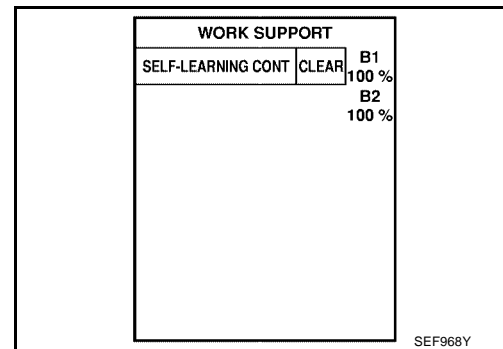 WORK SUPPORT
SELF-LEARNING CONT CLEAR B1
100 %
B2
100 %
SEF968Y